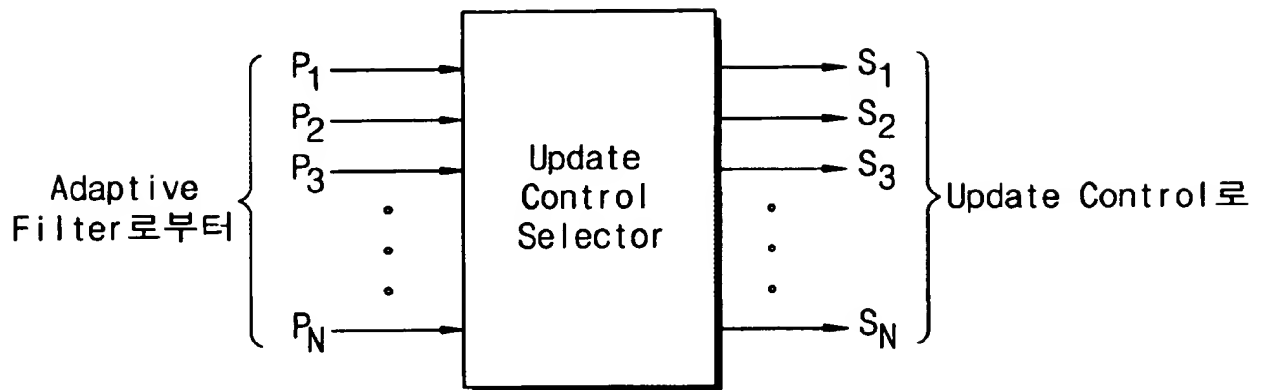 Adaptive
Filter로부터
P1
P2
P3
PN
Update
Control
Selector
S1
S2
S3
SN
Update Control로